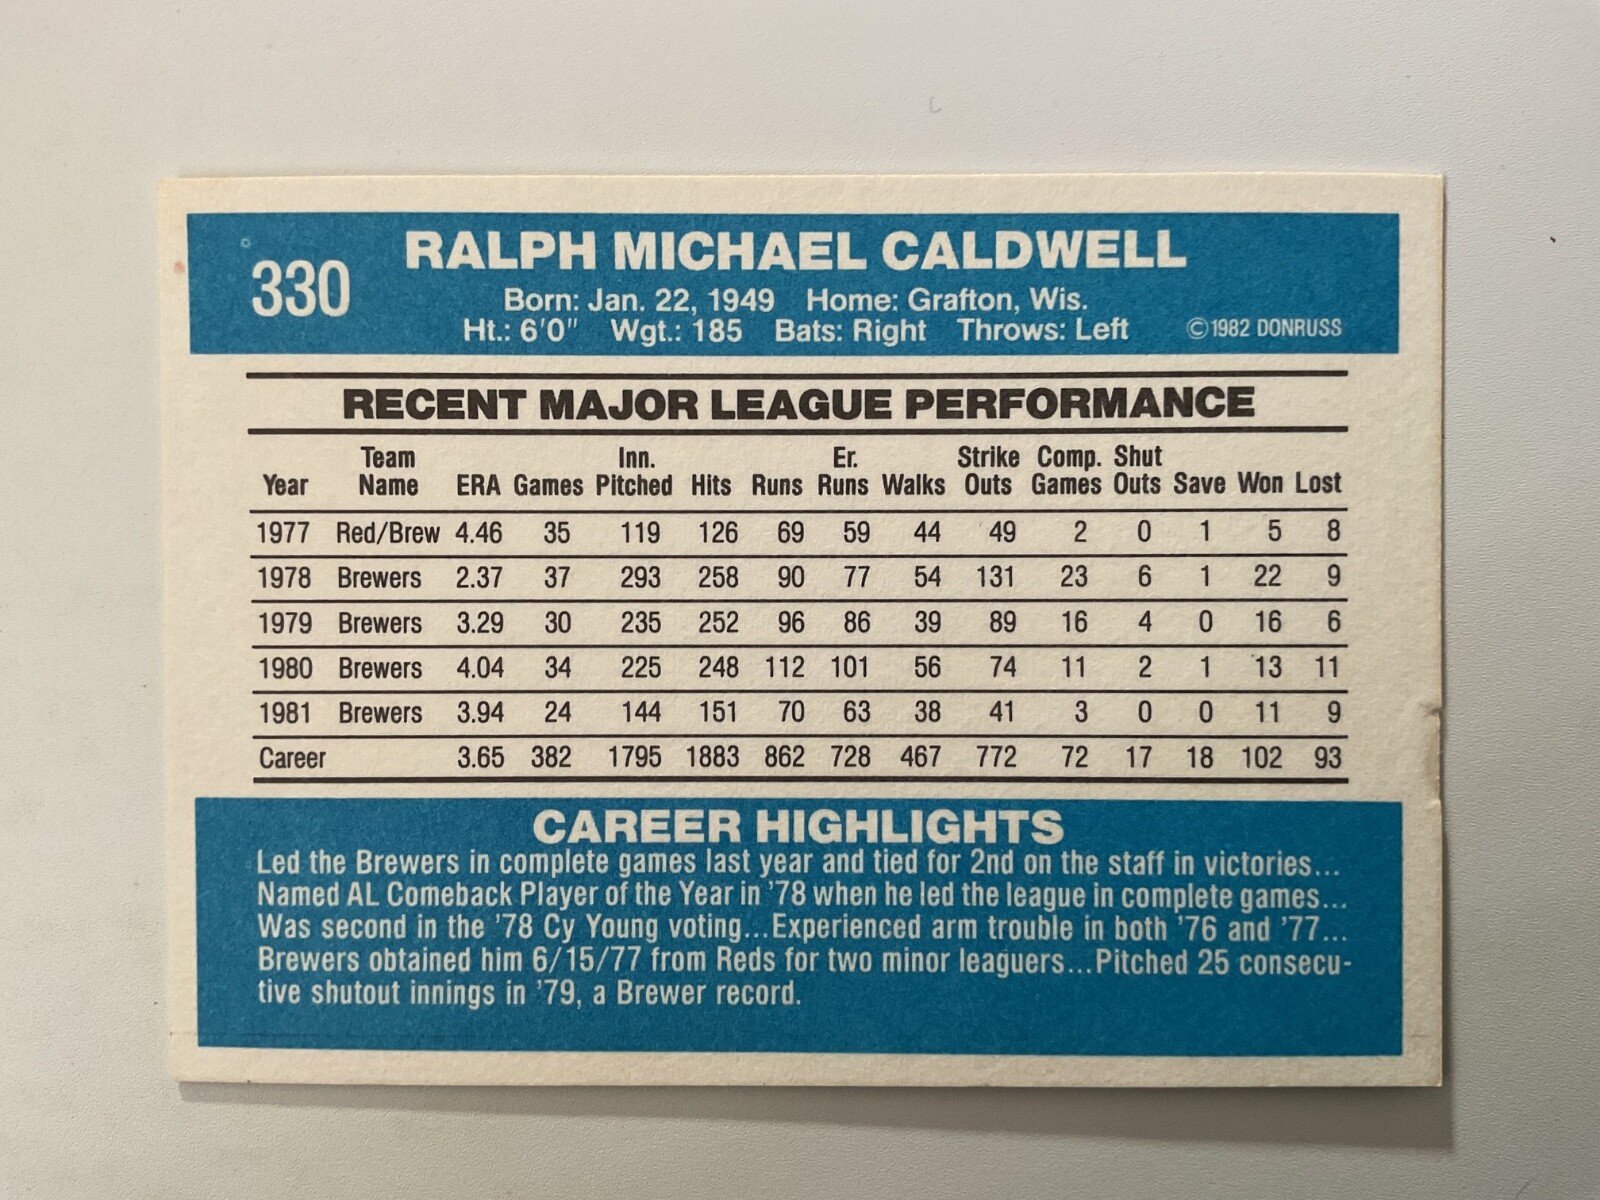 330
RALPH MICHAEL CALDWELL
Born: Jan. 22, 1949 Home: Grafton, Wis.
Ht.: 6'0" Wgt.: 185 Bats: Right Throws: Left ©1982 DONRUSS
RECENT MAJOR LEAGUE PERFORMANCE
Year Team Name ERA Games Inn. Pitched Hits Runs Er. Runs Walks Strike Outs Comp. Games Shut Outs Save Won Lost
1977 Red/Brew 4.46 35 119 126 69 59 44 49 2 0 1 5 8
1978 Brewers 2.37 37 293 258 90 77 54 131 23 6 1 22 9
1979 Brewers 3.29 30 235 252 96 86 39 89 16 4 0 16 6
1980 Brewers 4.04 34 225 248 112 101 56 74 11 2 1 13 11
1981 Brewers 3.94 24 144 151 70 63 38 41 3 0 0 11 9
Career 3.65 382 1795 1883 862 728 467 772 72 17 18 102 93
CAREER HIGHLIGHTS
Led the Brewers in complete games last year and tied for 2nd on the staff in victories...
Named AL Comeback Player of the Year in '78 when he led the league in complete games...
Was second in the '78 Cy Young voting...Experienced arm trouble in both '76 and '77...
Brewers obtained him 6/15/77 from Reds for two minor leaguers...Pitched 25 consecu-
tive shutout innings in '79, a Brewer record.